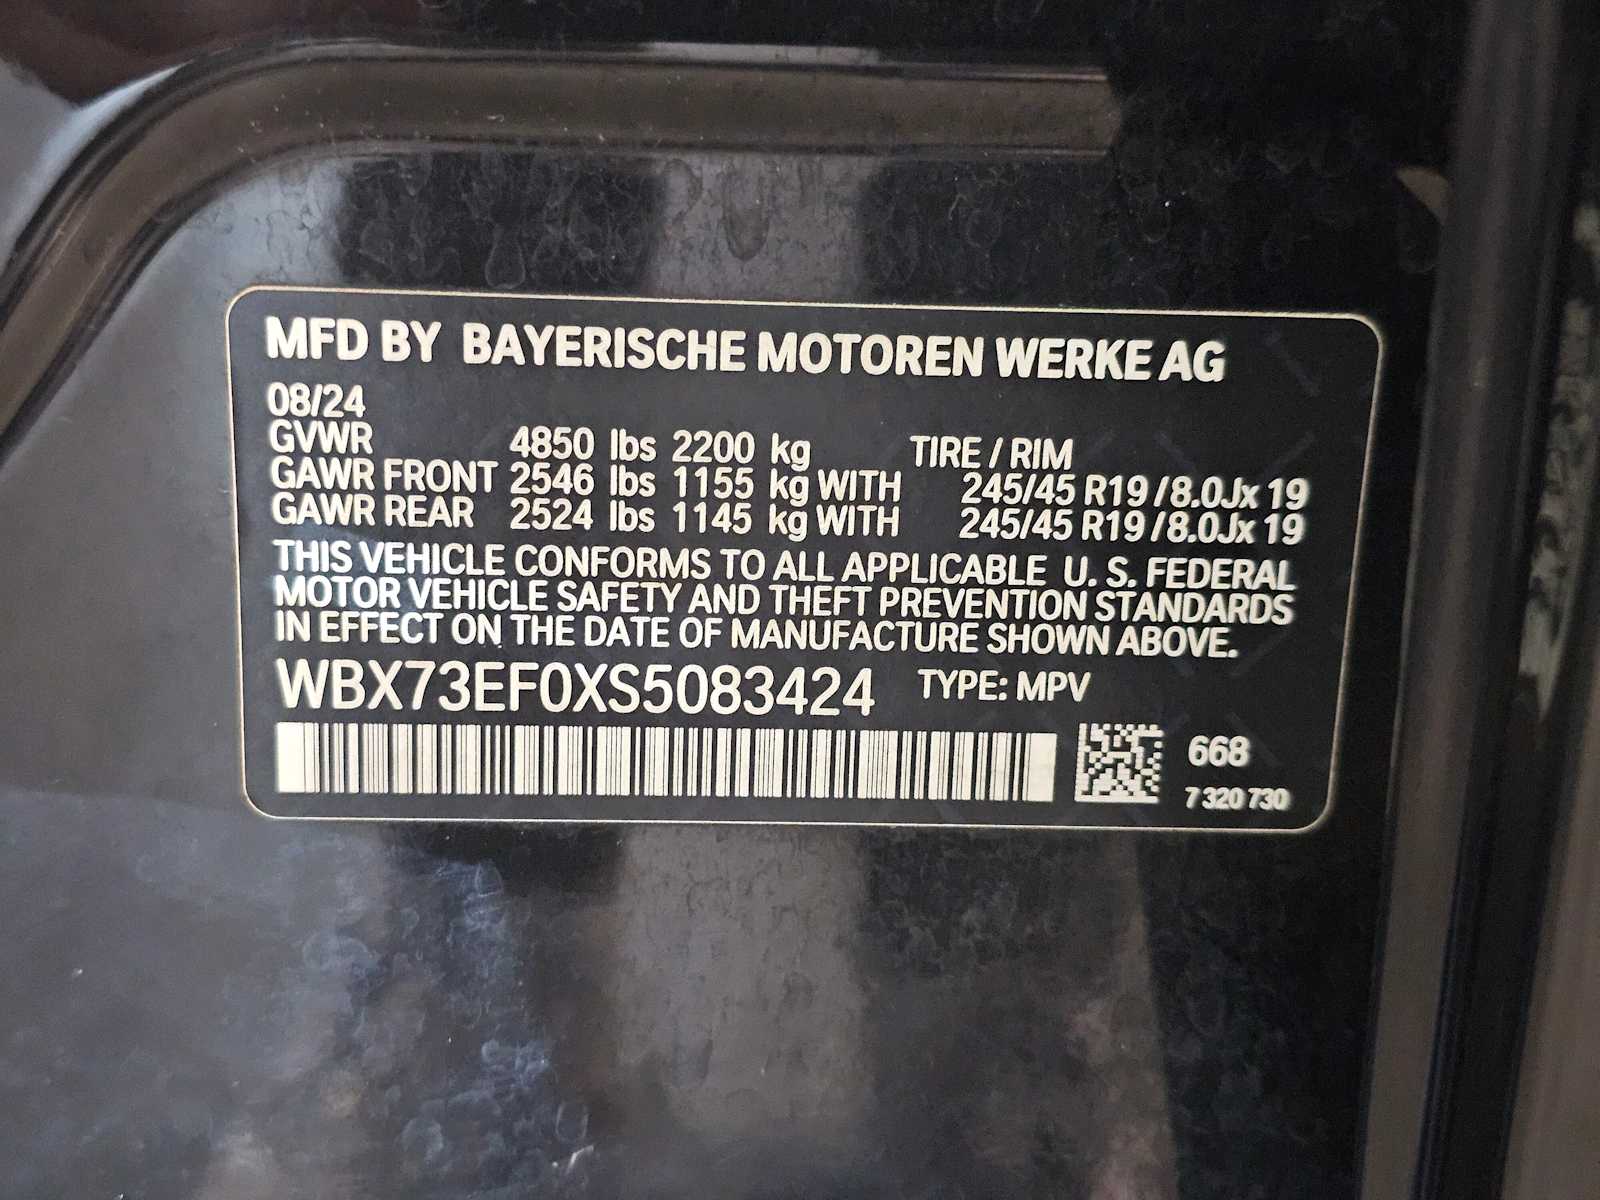 MFD BY BAYERISCHE MOTOREN WERKE AG
08/24
GVWR 4850 lbs 2200 kg TIRE / RIM
GAWR FRONT 2546 lbs 1155 kg WITH 245/45 R19 / 8.0Jx 19
GAWR REAR 2524 lbs 1145 kg WITH 245/45 R19 / 8.0Jx 19
THIS VEHICLE CONFORMS TO ALL APPLICABLE U. S. FEDERAL
MOTOR VEHICLE SAFETY AND THEFT PREVENTION STANDARDS
IN EFFECT ON THE DATE OF MANUFACTURE SHOWN ABOVE.
WBX73EF0XS5083424 TYPE: MPV
668
7 320 730